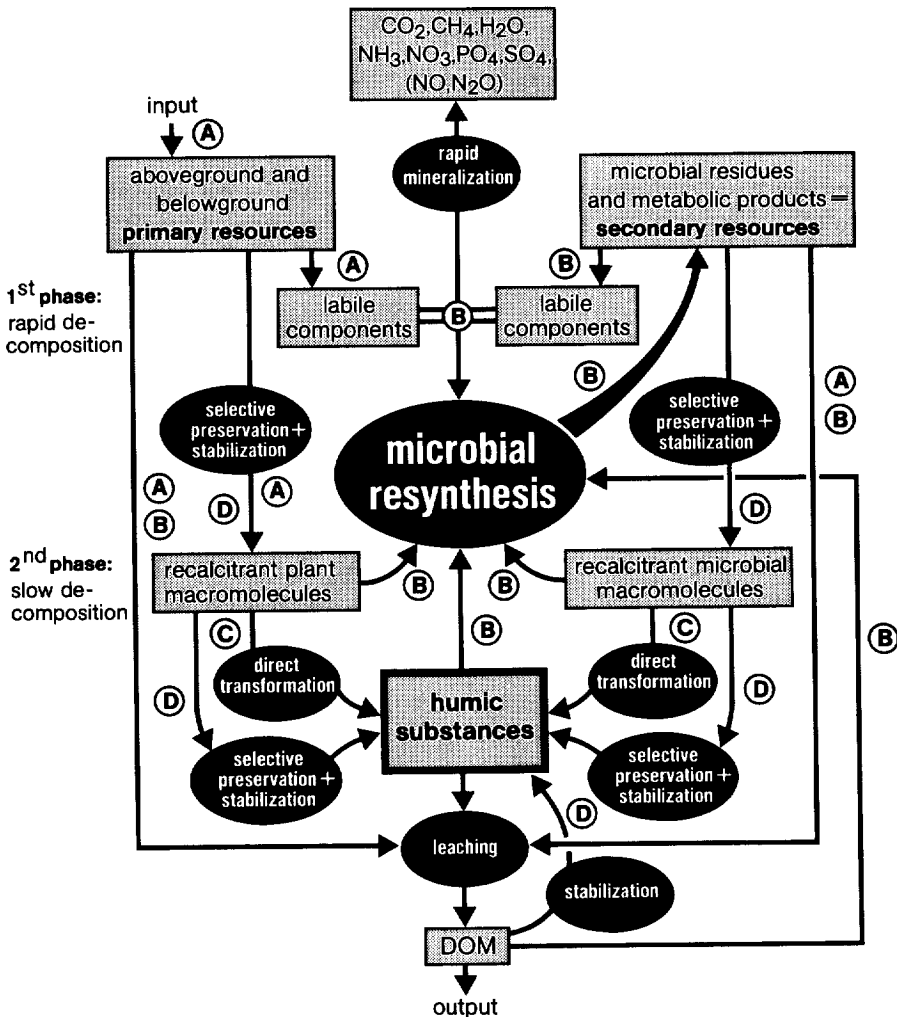 CO2,CH4,H2O,
NH3,NO3,PO4,SO4,
(NO,N2O)
input
A
rapid
mineralization
aboveground and
belowground
primary resources
microbial residues
and metabolic products =
secondary resources
A
B
1st phase:
rapid de-
composition
labile
components
B
labile
components
B
A
B
selective
preservation +
stabilization
microbial
resynthesis
selective
preservation +
stabilization
A
B
D
A
D
2nd phase:
slow de-
composition
recalcitrant plant
macromolecules
B
B
recalcitrant microbial
macromolecules
C
B
C
B
direct
transformation
direct
transformation
D
humic
substances
D
selective
preservation +
stabilization
selective
preservation +
stabilization
D
leaching
stabilization
DOM
output